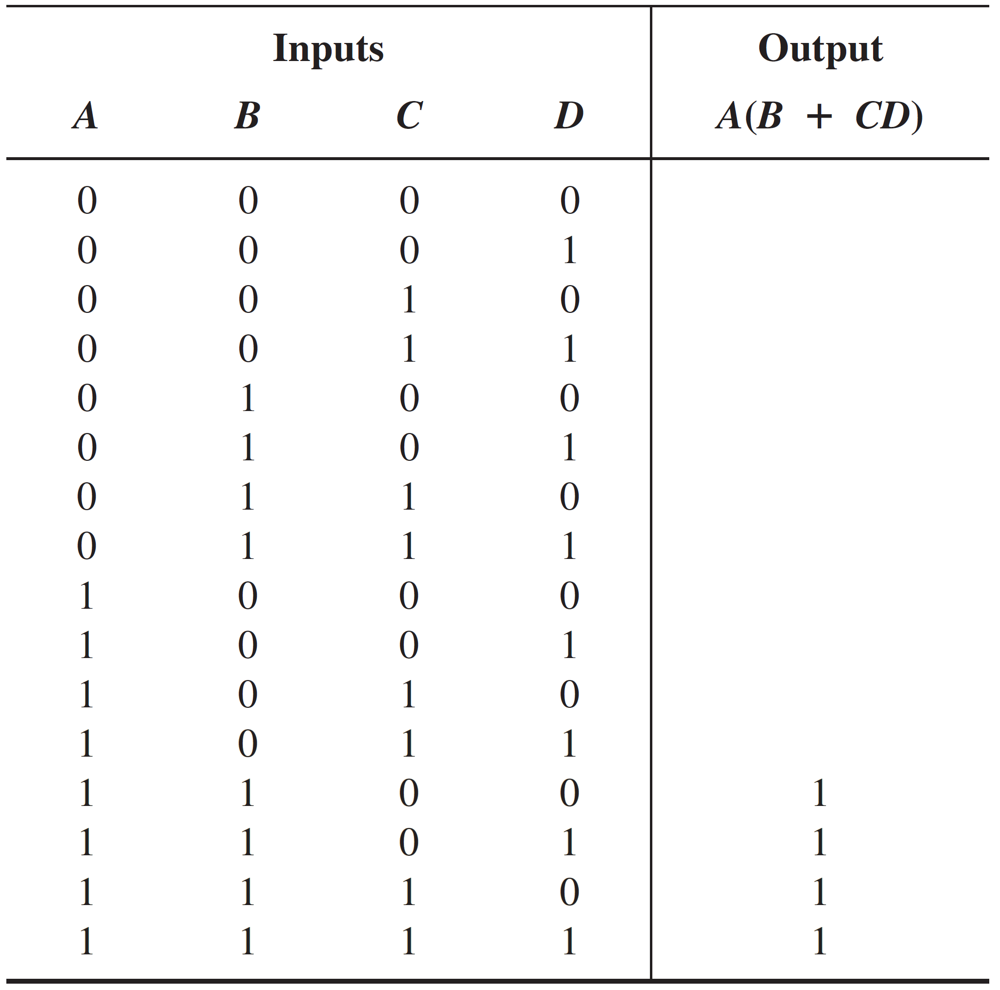 Inputs Output
A B C D A(B + CD)
0 0 0 0
0 0 0 1
0 0 1 0
0 0 1 1
0 1 0 0
0 1 0 1
0 1 1 0
0 1 1 1
1 0 0 0
1 0 0 1
1 0 1 0
1 0 1 1
1 1 0 0 1
1 1 0 1 1
1 1 1 0 1
1 1 1 1 1